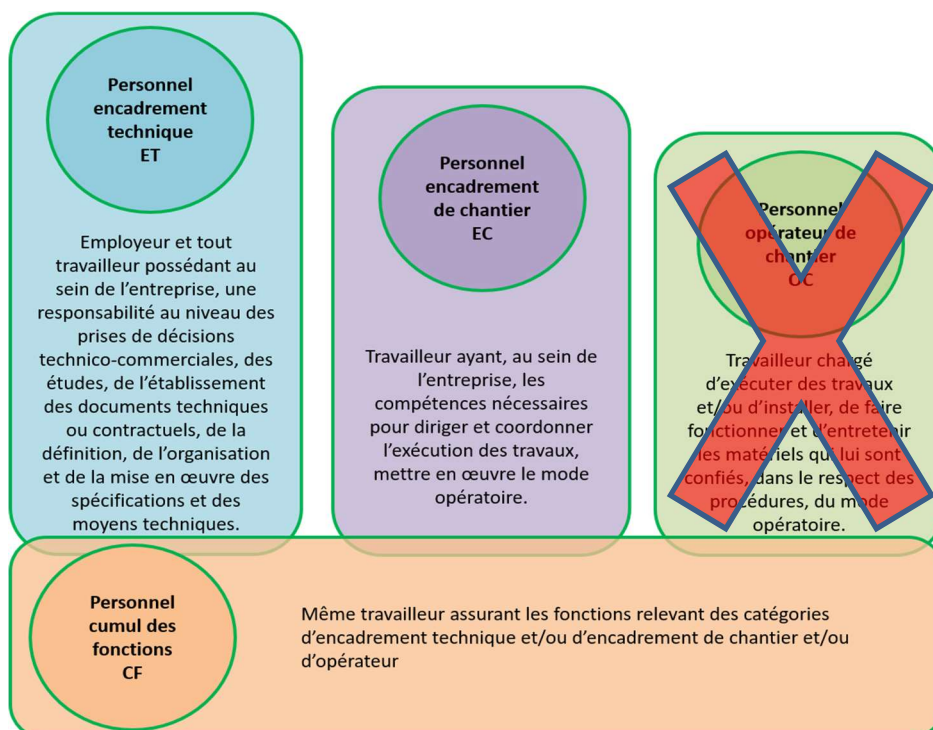 Personnel
encadrement
technique
ET
Employeur et tout
travailleur possédant au
sein de l'entreprise, une
responsabilité au niveau des
prises de décisions
technico-commerciales, des
études, de l'établissement
des documents techniques
ou contractuels, de la
définition, de l'organisation
et de la mise en œuvre des
spécifications et des
moyens techniques.
Personnel
encadrement
de chantier
EC
Travailleur ayant, au sein de
l'entreprise, les
compétences nécessaires
pour diriger et coordonner
l'exécution des travaux,
mettre en œuvre le mode
opératoire.
Personnel
opérateur de
chantier
OC
Travailleur chargé
d'exécuter des travaux
et/ou d'installer, de faire
fonctionner et d'entretenir
les matériels qui lui sont
confiés, dans le respect des
procédures, du mode
opératoire.
Personnel
cumul des
fonctions
CF
Même travailleur assurant les fonctions relevant des catégories
d'encadrement technique et/ou d'encadrement de chantier et/ou
d'opérateur